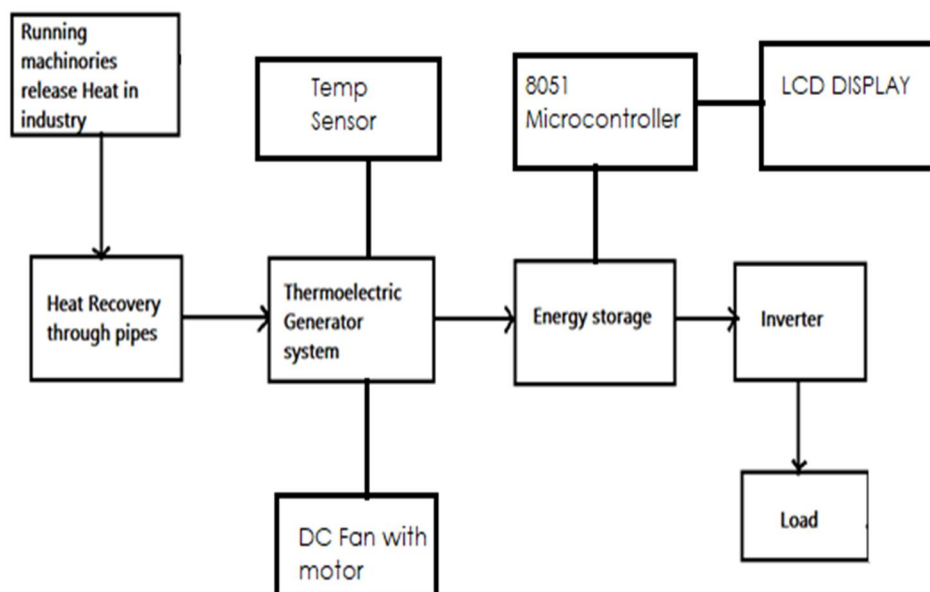 Running
machinories
release Heat in
industry
Temp
Sensor
8051
Microcontroller
LCD DISPLAY
Heat Recovery
through pipes
Thermoelectric
Generator
system
Energy storage
Inverter
DC Fan with
motor
Load